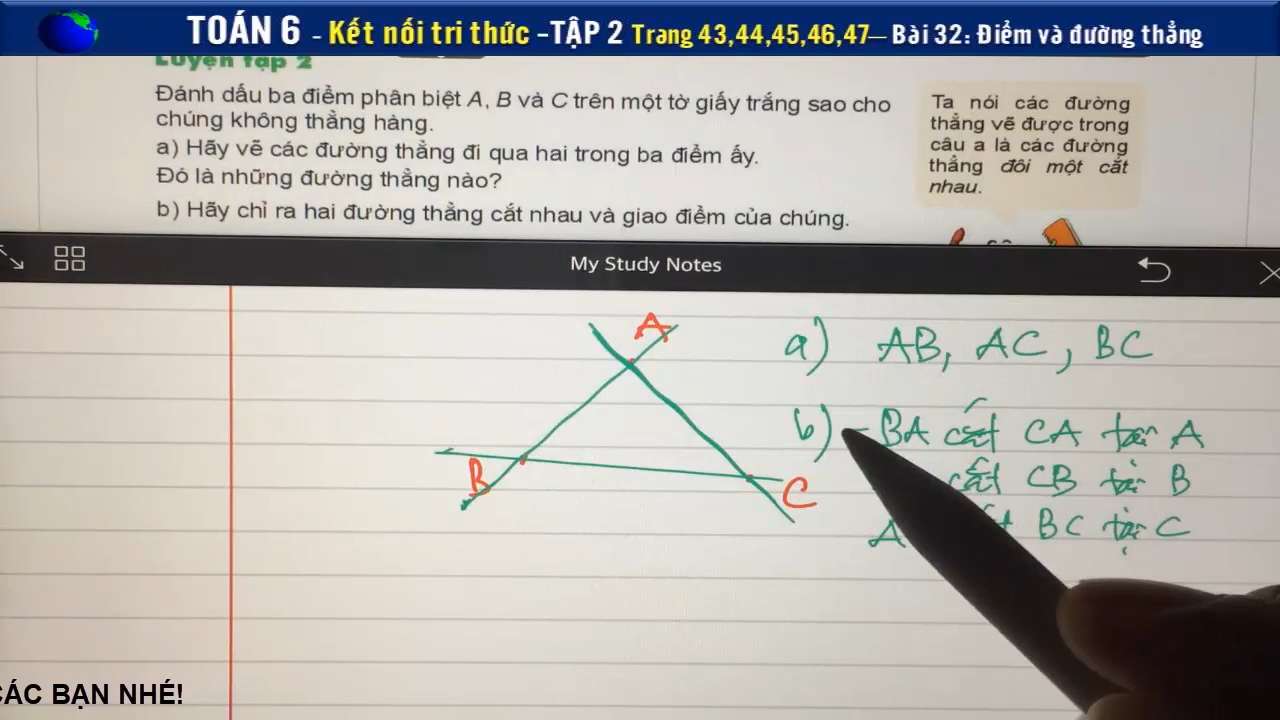 TOÁN 6 - Kết nối tri thức -TẬP 2 Trang 43,44,45,46,47- Bài 32: Điểm và đường thẳng
Luyện tập 2
Đánh dấu ba điểm phân biệt A, B và C trên một tờ giấy trắng sao cho
chúng không thẳng hàng.
a) Hãy vẽ các đường thẳng đi qua hai trong ba điểm ấy.
Đó là những đường thẳng nào?
b) Hãy chỉ ra hai đường thẳng cắt nhau và giao điểm của chúng.
Ta nói các đường
thẳng vẽ được trong
câu a là các đường
thẳng đôi một cắt
nhau.
My Study Notes
A
B
C
a) AB, AC, BC
b) - BA cắt CA tại A
cắt CB tại B
A BC tại C
CÁC BẠN NHÉ!